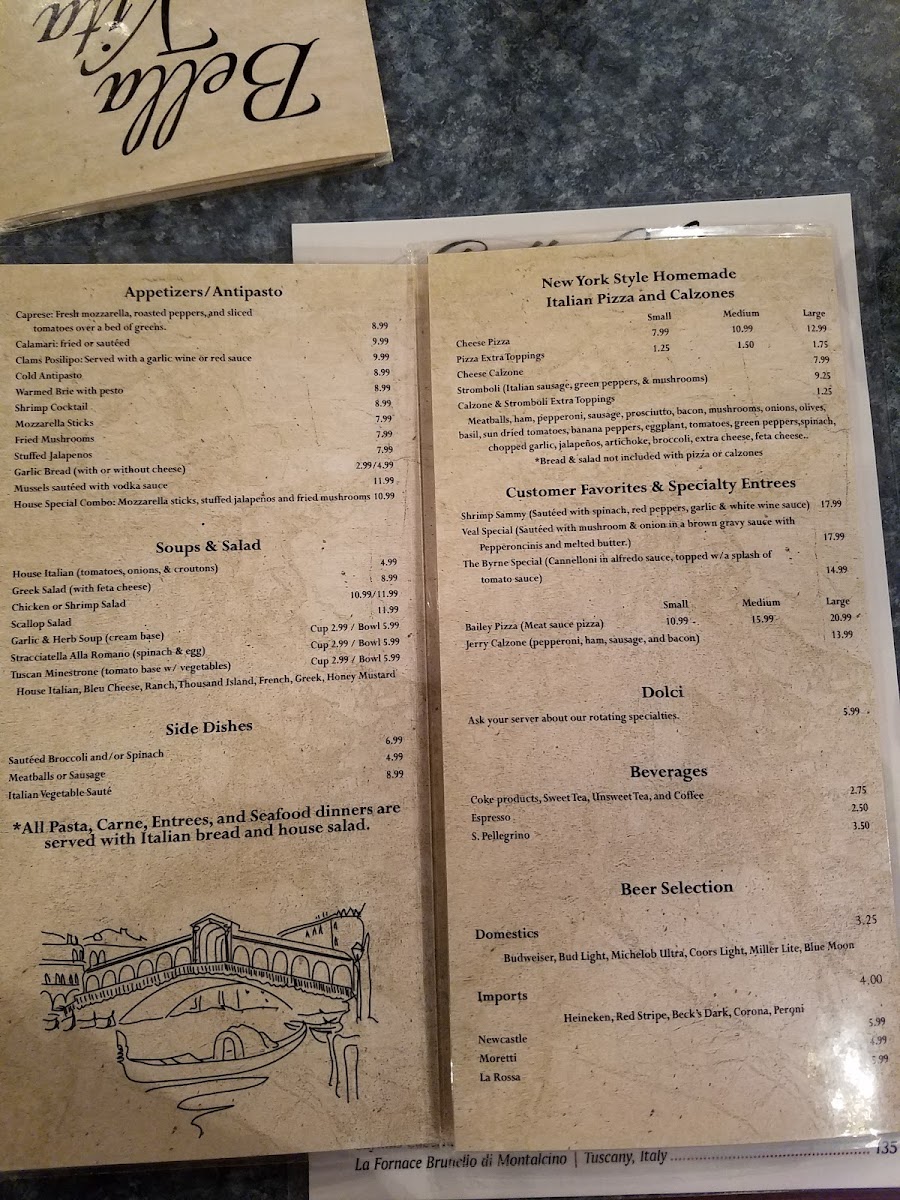 Bella
Vita
Appetizers/Antipasto
Caprese: Fresh mozzarella, roasted peppers, and sliced
tomatoes over a bed of greens. 8.99
Calamari: fried or sautéed 9.99
Clams Posilipo: Served with a garlic wine or red sauce 9.99
Cold Antipasto 8.99
Warmed Brie with pesto 8.99
Shrimp Cocktail 8.99
Mozzarella Sticks 7.99
Fried Mushrooms 7.99
Stuffed Jalapenos 7.99
Garlic Bread (with or without cheese) 2.99/4.99
Mussels sautéed with vodka sauce 11.99
House Special Combo: Mozzarella sticks, stuffed jalapeños and fried mushrooms 10.99
Soups & Salad
House Italian (tomatoes, onions, & croutons) 4.99
Greek Salad (with feta cheese) 8.99
Chicken or Shrimp Salad 10.99/11.99
Scallop Salad 11.99
Garlic & Herb Soup (cream base) Cup 2.99 / Bowl 5.99
Stracciatella Alla Romano (spinach & egg) Cup 2.99 / Bowl 5.99
Tuscan Minestrone (tomato base w/ vegetables) Cup 2.99 / Bowl 5.99
House Italian, Bleu Cheese, Ranch, Thousand Island, French, Greek, Honey Mustard
Side Dishes
Sautéed Broccoli and/or Spinach 6.99
Meatballs or Sausage 4.99
Italian Vegetable Sauté 8.99
*All Pasta, Carne, Entrees, and Seafood dinners are
served with Italian bread and house salad.
New York Style Homemade
Italian Pizza and Calzones
Small Medium Large
Cheese Pizza 7.99 10.99 12.99
Pizza Extra Toppings 1.25 1.50 1.75
Cheese Calzone 7.99
Stromboli (Italian sausage, green peppers, & mushrooms) 9.25
Calzone & Stromboli Extra Toppings 1.25
Meatballs, ham, pepperoni, sausage, prosciutto, bacon, mushrooms, onions, olives,
basil, sun dried tomatoes, banana peppers, eggplant, tomatoes, green peppers,spinach,
chopped garlic, jalapeños, artichoke, broccoli, extra cheese, feta cheese..
*Bread & salad not included with pizza or calzones
Customer Favorites & Specialty Entrees
Shrimp Sammy (Sautéed with spinach, red peppers, garlic & white wine sauce) 17.99
Veal Special (Sautéed with mushroom & onion in a brown gravy sauce with
Pepperoncinis and melted butter.) 17.99
The Byrne Special (Cannelloni in alfredo sauce, topped w/a splash of
tomato sauce) 14.99
Small Medium Large
Bailey Pizza (Meat sauce pizza) 10.99 15.99 20.99
Jerry Calzone (pepperoni, ham, sausage, and bacon) 13.99
Dolci
Ask your server about our rotating specialties. 5.99
Beverages
Coke products, Sweet Tea, Unsweet Tea, and Coffee 2.75
Espresso 2.50
S. Pellegrino 3.50
Beer Selection
Domestics 3.25
Budweiser, Bud Light, Michelob Ultra, Coors Light, Miller Lite, Blue Moon
Imports 4.00
Heineken, Red Stripe, Beck's Dark, Corona, Peroni
Newcastle 5.99
Moretti 4.99
La Rossa 5.99
La Fornace Brunello di Montalcino | Tuscany, Italy 135